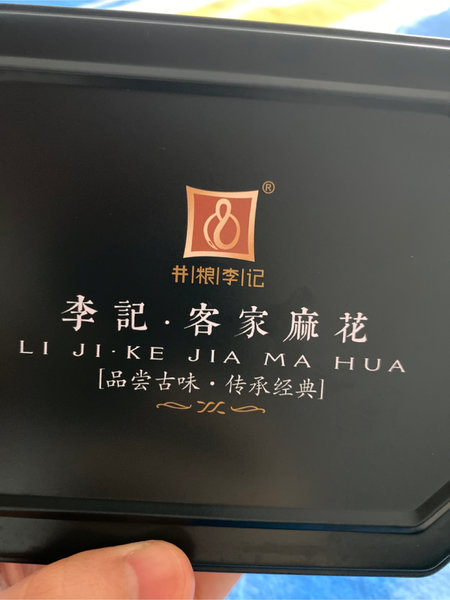 ®
井|粮|李|记
李記·客家麻花
LI JI·KE JIA MA HUA
[品尝古味·传承经典]